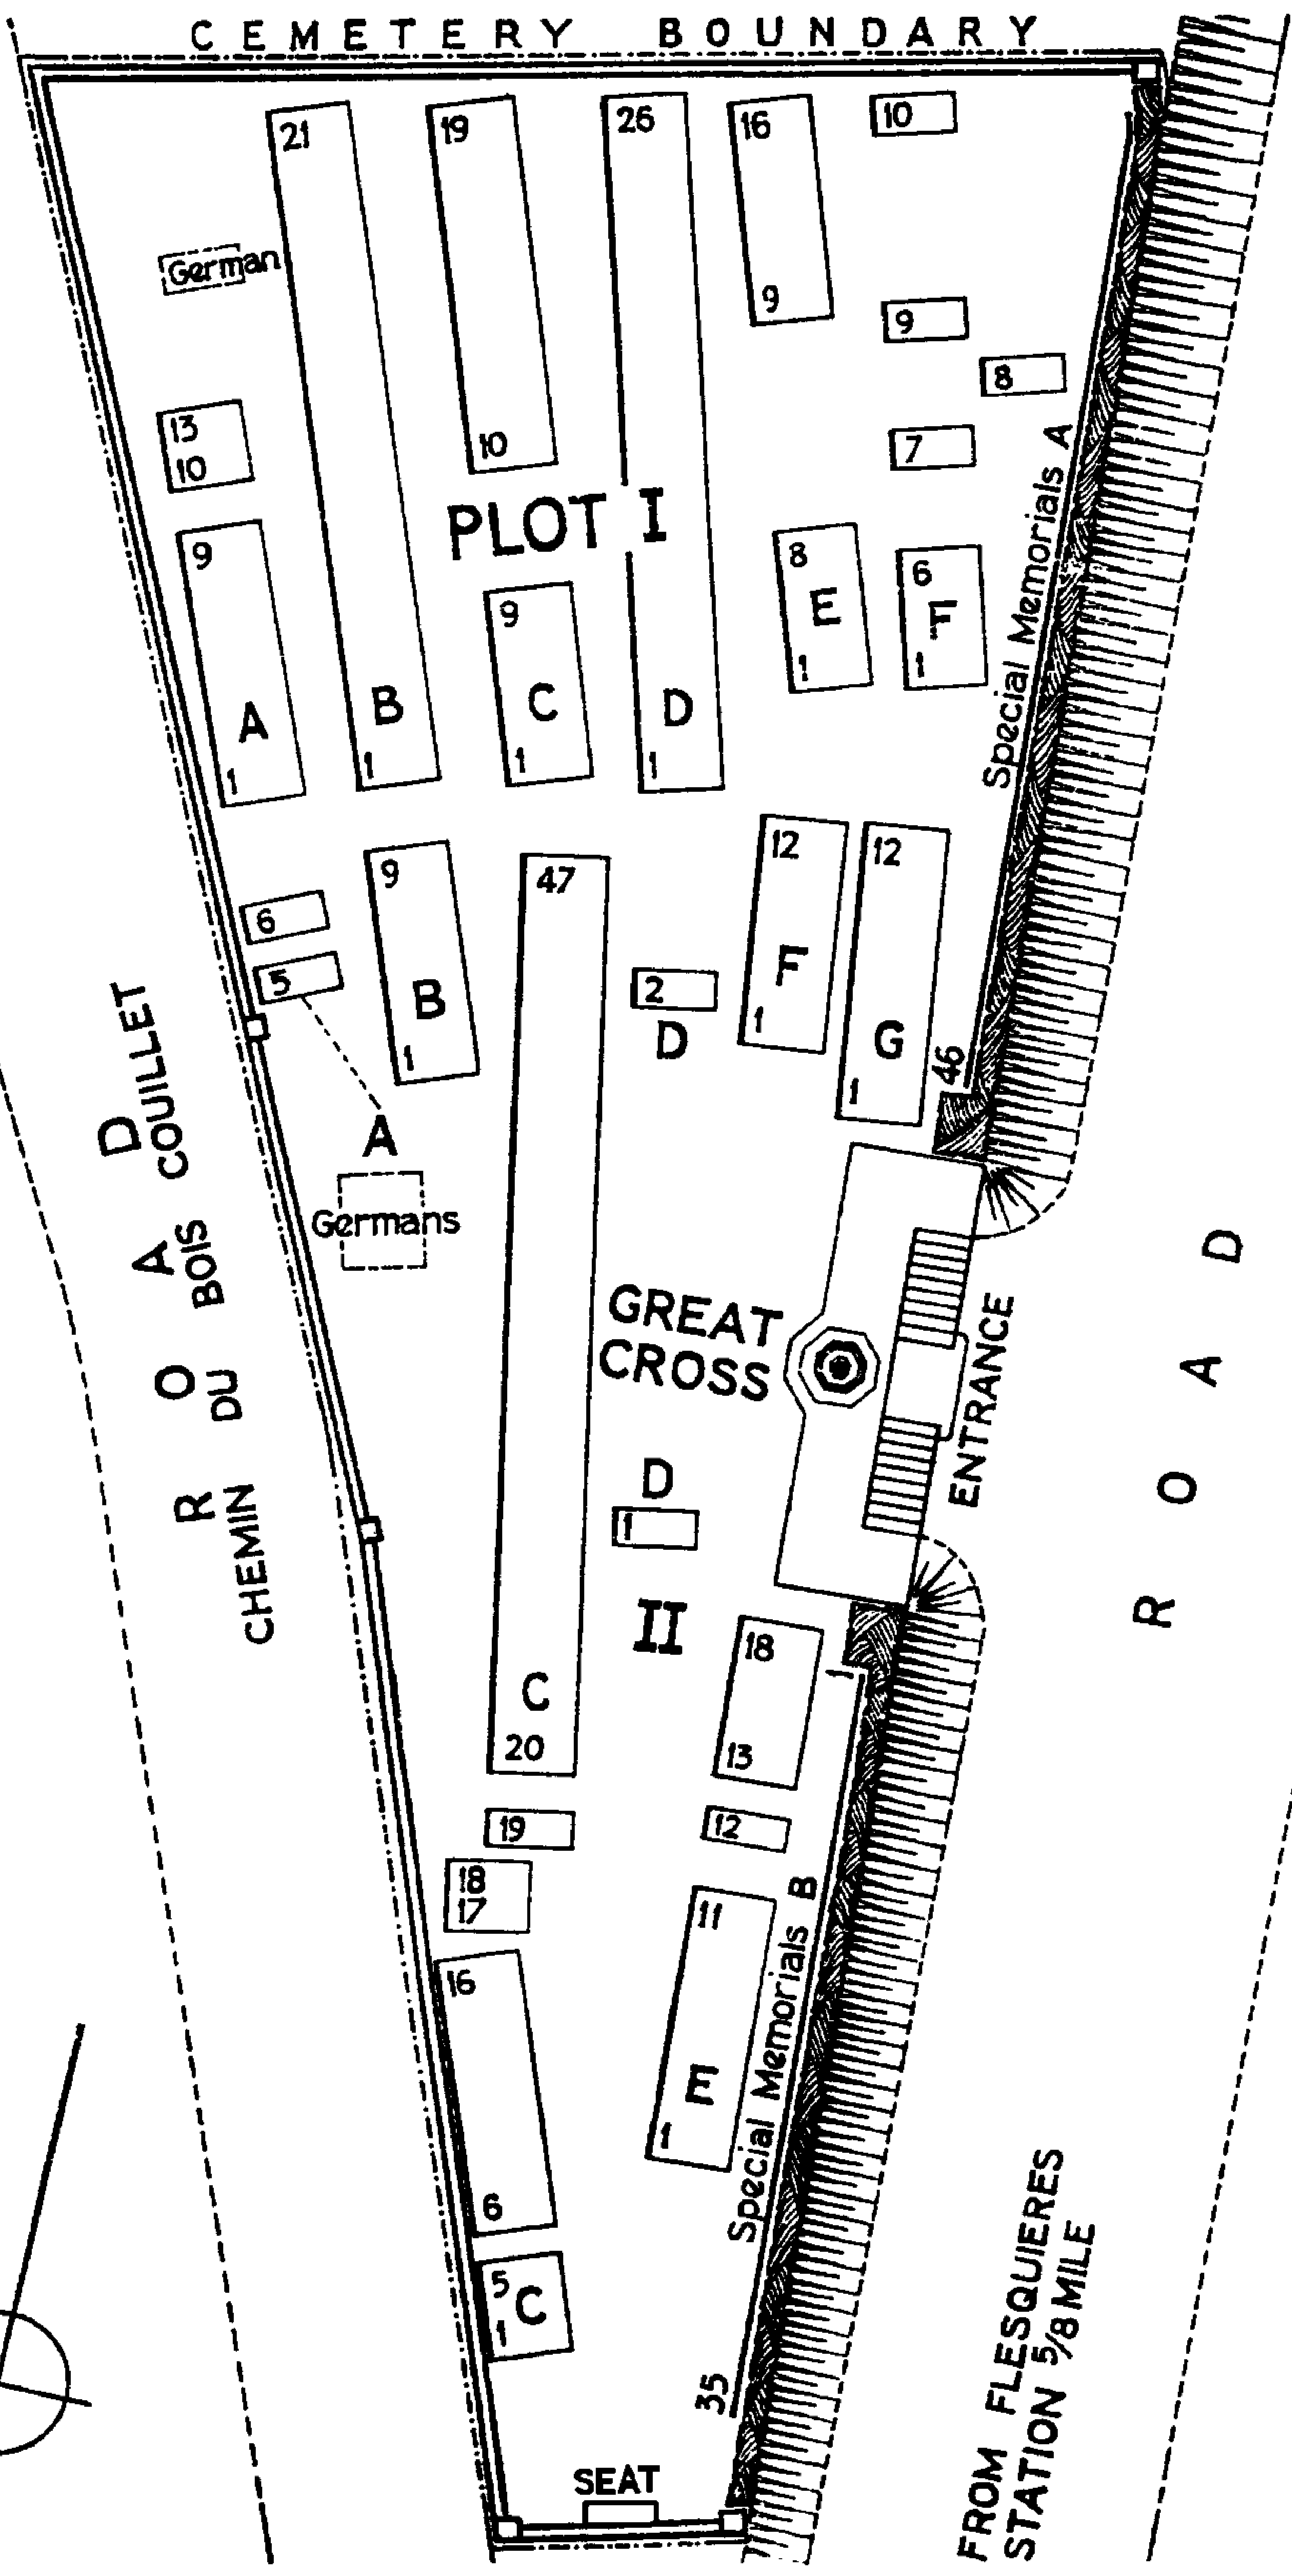 CEMETERY BOUNDARY
21
19
26
16
10
German
9
9
8
13
10
10
7
PLOT I
9
9
8
E
1
6
F
1
Special Memorials A
A
1
B
1
C
1
D
1
9
B
1
47
12
F
1
12
G
1
46
6
5
2
D
A
Germans
ROAD
CHEMIN DU BOIS COUILLET
GREAT
CROSS
ENTRANCE
ROAD
D
1
II
18
13
1
C
20
19
12
18
17
11
E
1
Special Memorials B
16
6
5
C
1
35
SEAT
FROM FLESQUIERES
STATION 5/8 MILE